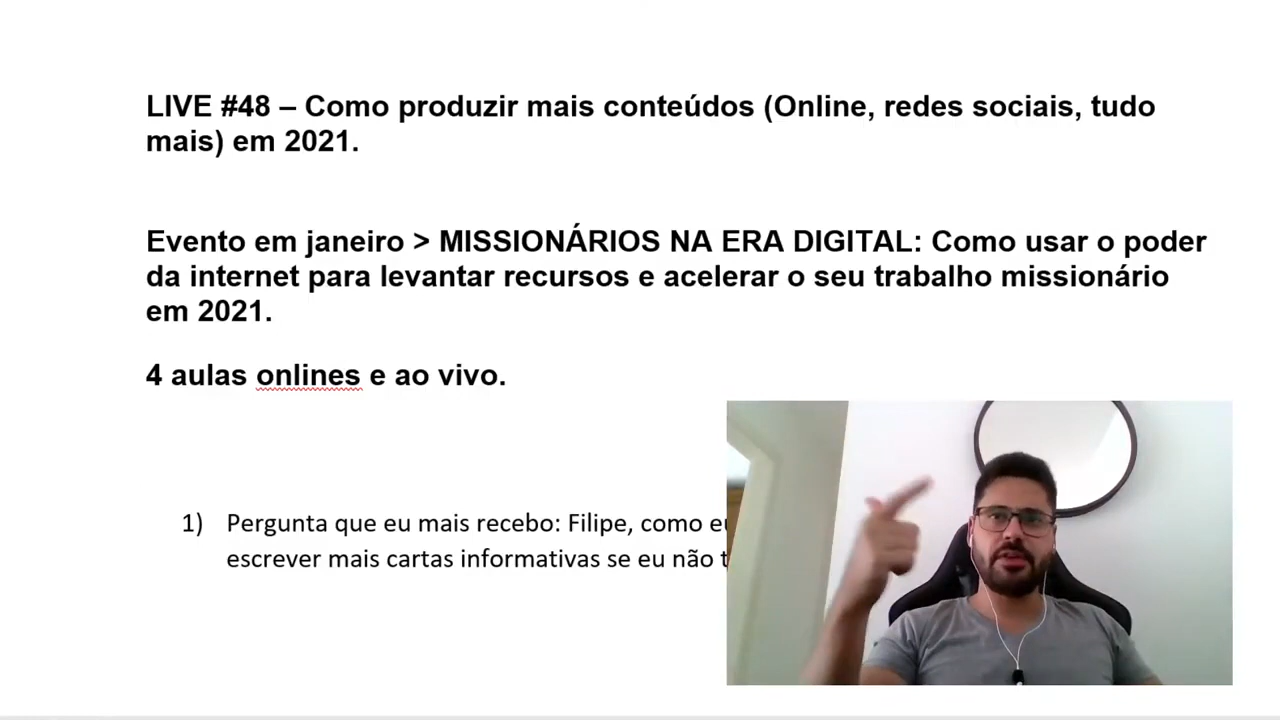 LIVE #48 – Como produzir mais conteúdos (Online, redes sociais, tudo
mais) em 2021.
Evento em janeiro > MISSIONÁRIOS NA ERA DIGITAL: Como usar o poder
da internet para levantar recursos e acelerar o seu trabalho missionário
em 2021.
4 aulas onlines e ao vivo.
1) Pergunta que eu mais recebo: Filipe, como
escrever mais cartas informativas se eu não